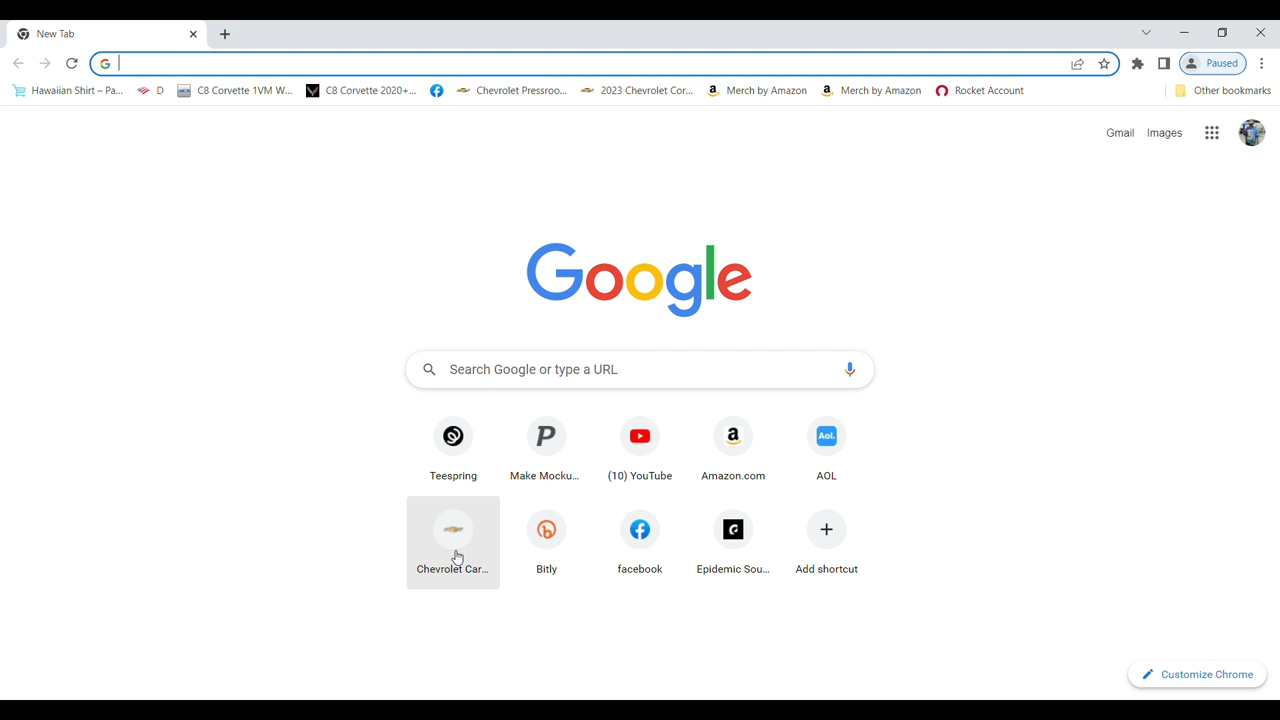 New Tab
Hawaiian Shirt – Pa...
D
C8 Corvette 1VM W...
C8 Corvette 2020+...
Chevrolet Pressroo...
2023 Chevrolet Cor...
Merch by Amazon
Merch by Amazon
Rocket Account
Other bookmarks
Paused
Gmail
Images
Google
Search Google or type a URL
Teespring
Make Mocku...
(10) YouTube
Amazon.com
Aol.
AOL
Chevrolet Car...
Bitly
facebook
Epidemic Sou...
Add shortcut
Customize Chrome